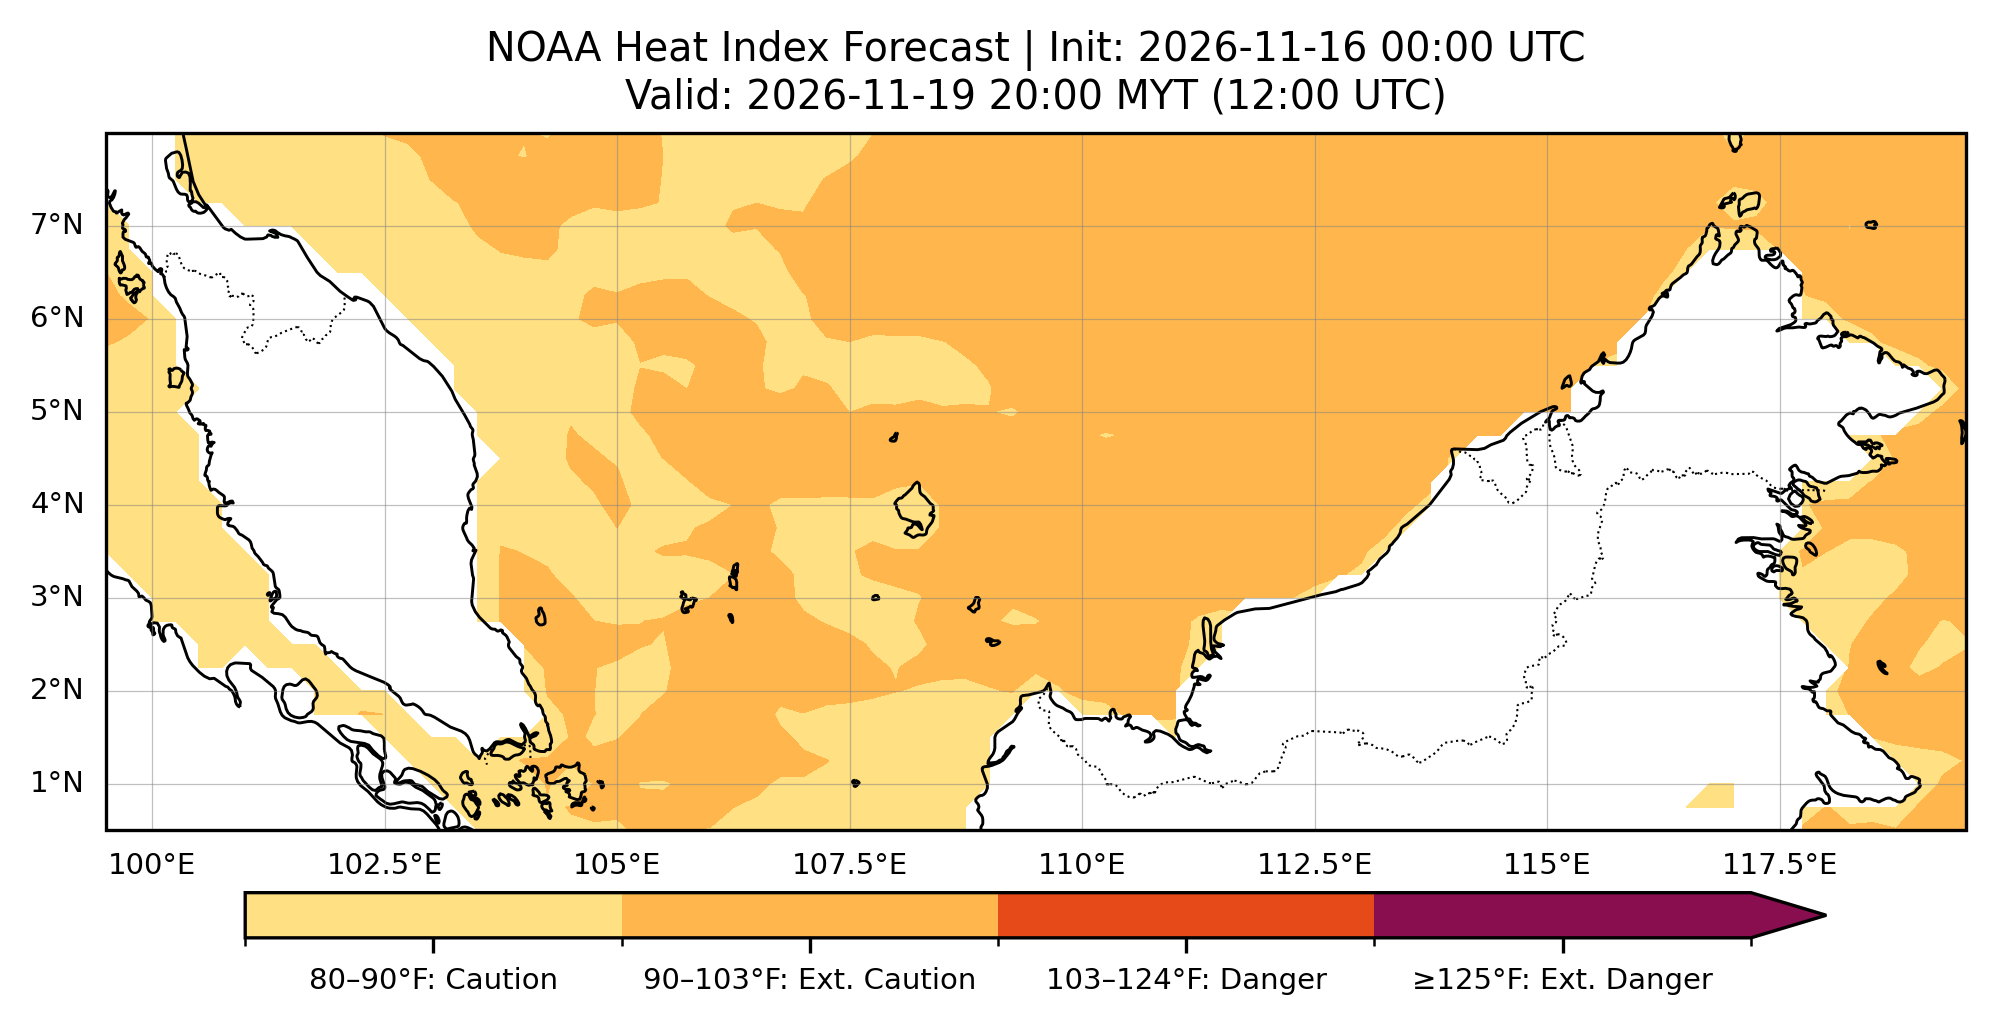 NOAA Heat Index Forecast | Init: 2026-11-16 00:00 UTC
Valid: 2026-11-19 20:00 MYT (12:00 UTC)
7°N
6°N
5°N
4°N
3°N
2°N
1°N
100°E 102.5°E 105°E 107.5°E 110°E 112.5°E 115°E 117.5°E
80–90°F: Caution 90–103°F: Ext. Caution 103–124°F: Danger ≥125°F: Ext. Danger